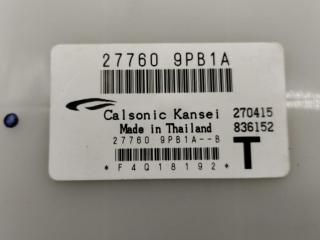 27760 9PB1A
Calsonic Kansei 270415
Made in Thailand 836152
27760 9PB1A--B
T
*F4Q18192*